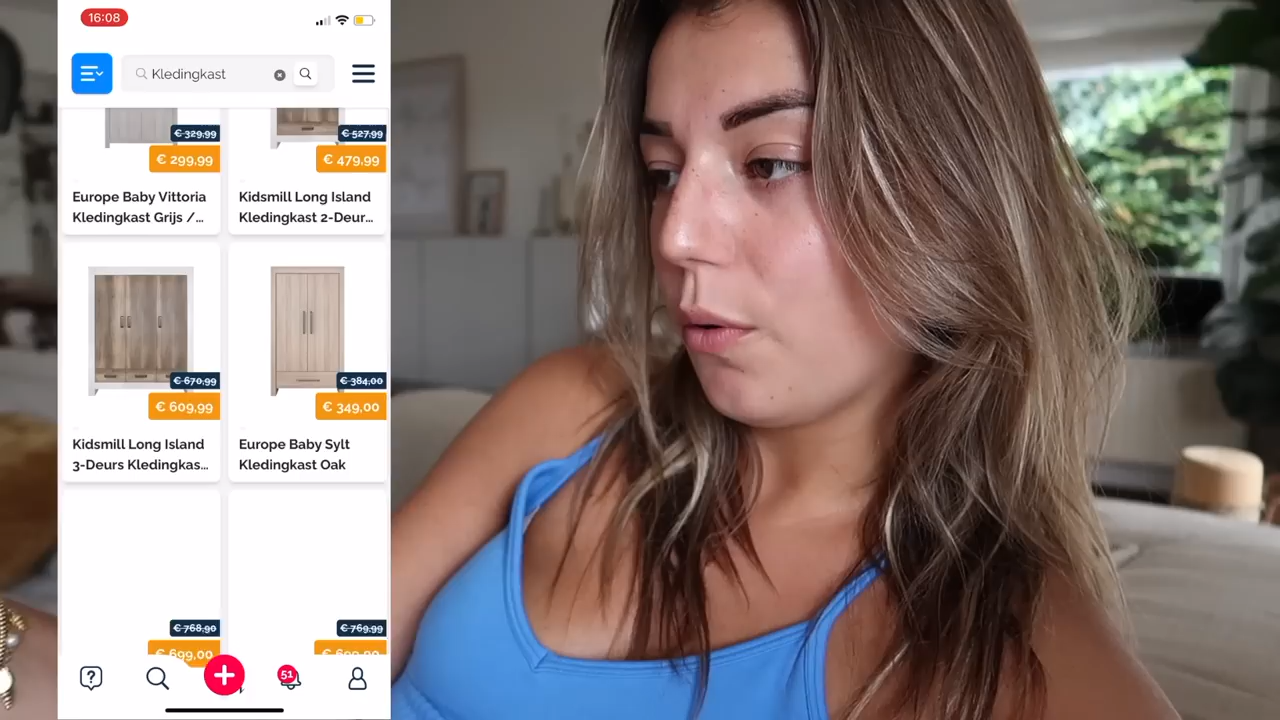 16:08
Kledingkast
€ 329,99
€ 527,99
€ 299,99
€ 479,99
Europe Baby Vittoria
Kledingkast Grijs /...
Kidsmill Long Island
Kledingkast 2-Deur...
€ 670,99
€ 384,00
€ 609,99
€ 349,00
Kidsmill Long Island
3-Deurs Kledingkas...
Europe Baby Sylt
Kledingkast Oak
€ 768,90
€ 769,99
€ 699,00
51